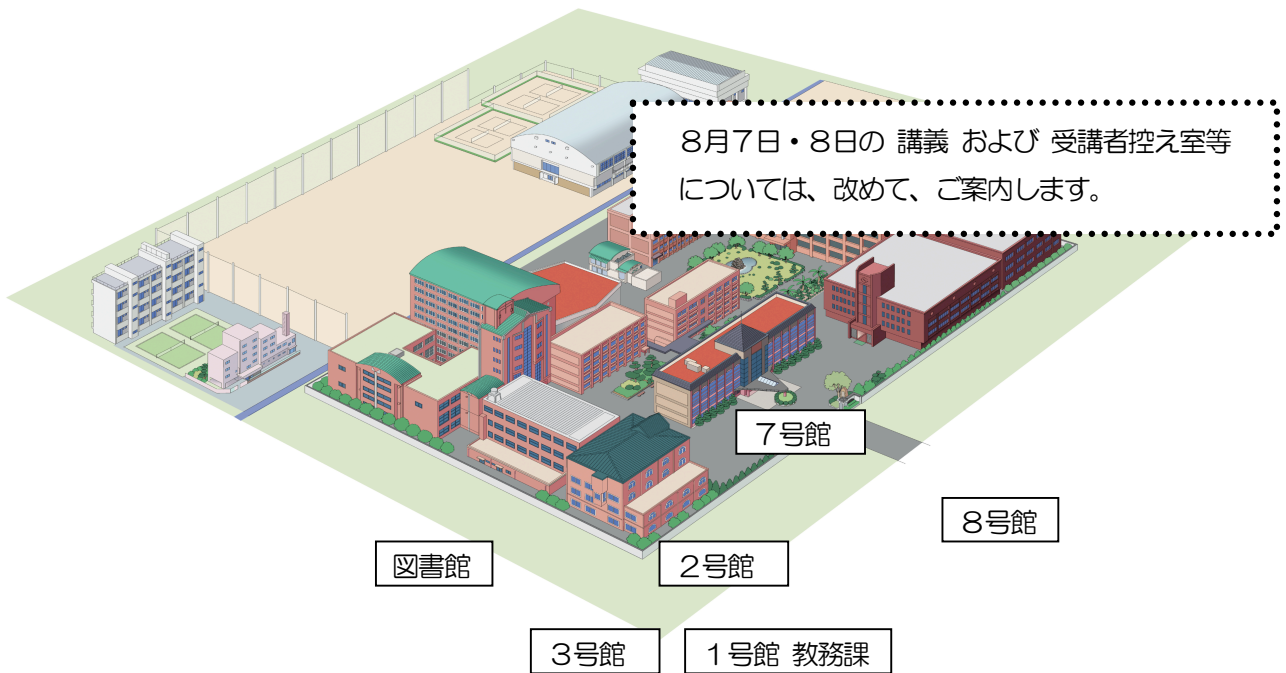 ８月７日・８日の 講義 および 受講者控え室等
については、改めて、ご案内します。
７号館
８号館
図書館
２号館
３号館
１号館 教務課